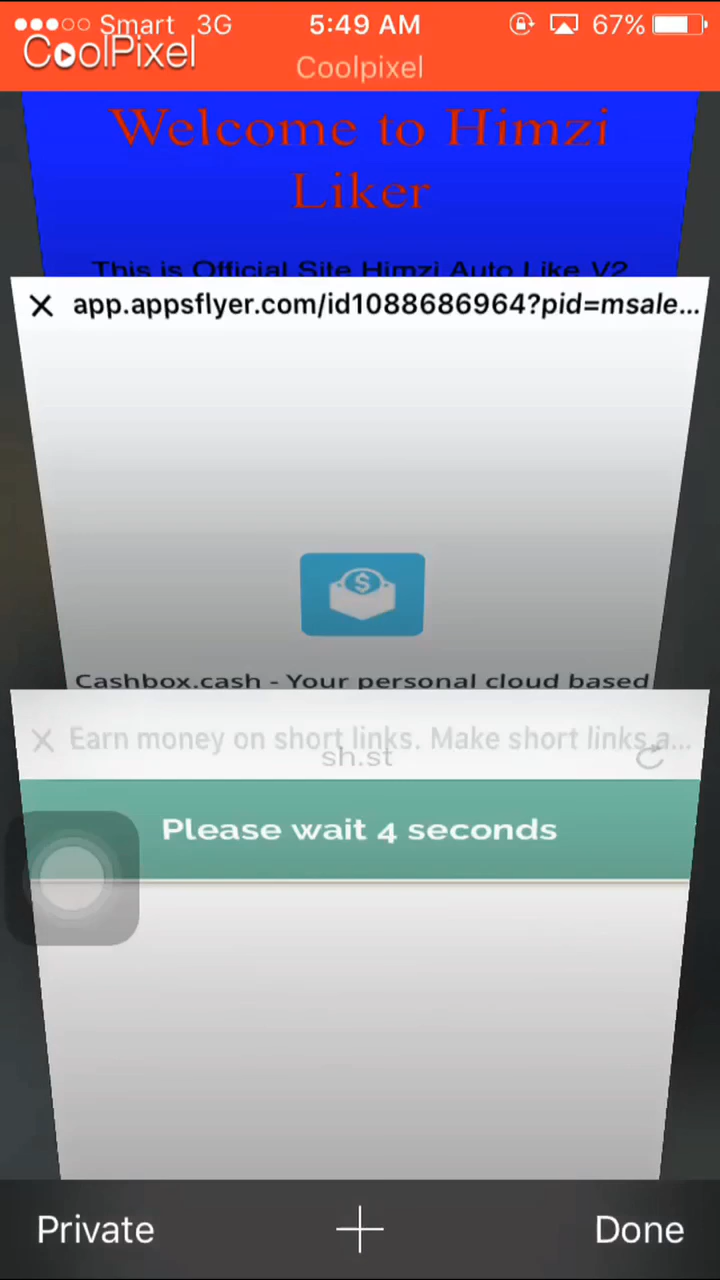 Smart 3G 5:49 AM 67%
CoolPixel
Coolpixel
Welcome to Himzi
Liker
This is Official Site Himzi Auto Like V2
app.appsflyer.com/id1088686964?pid=msale...
$
Cashbox.cash - Your personal cloud based
Earn money on short links. Make short links a...
sh.st
Please wait 4 seconds
Private
Done